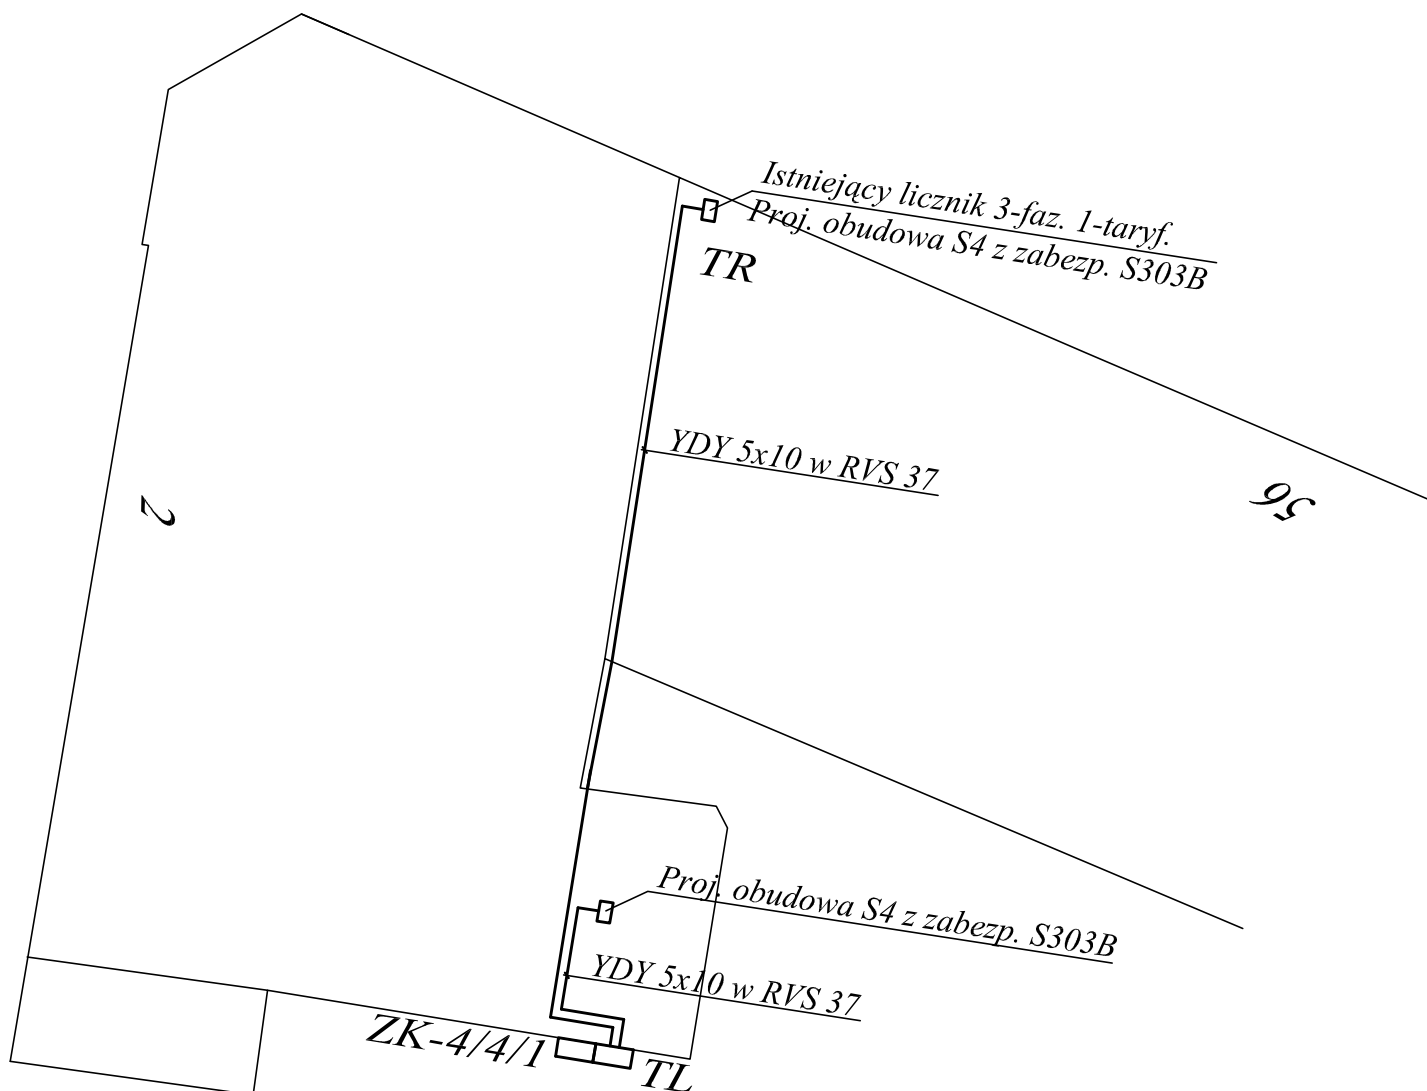 Istniejący licznik 3-faz. 1-taryf.
Proj. obudowa S4 z zabezp. S303B
TR
YDY 5x10 w RVS 37
56
2
Proj. obudowa S4 z zabezp. S303B
YDY 5x10 w RVS 37
ZK-4/4/1
TL